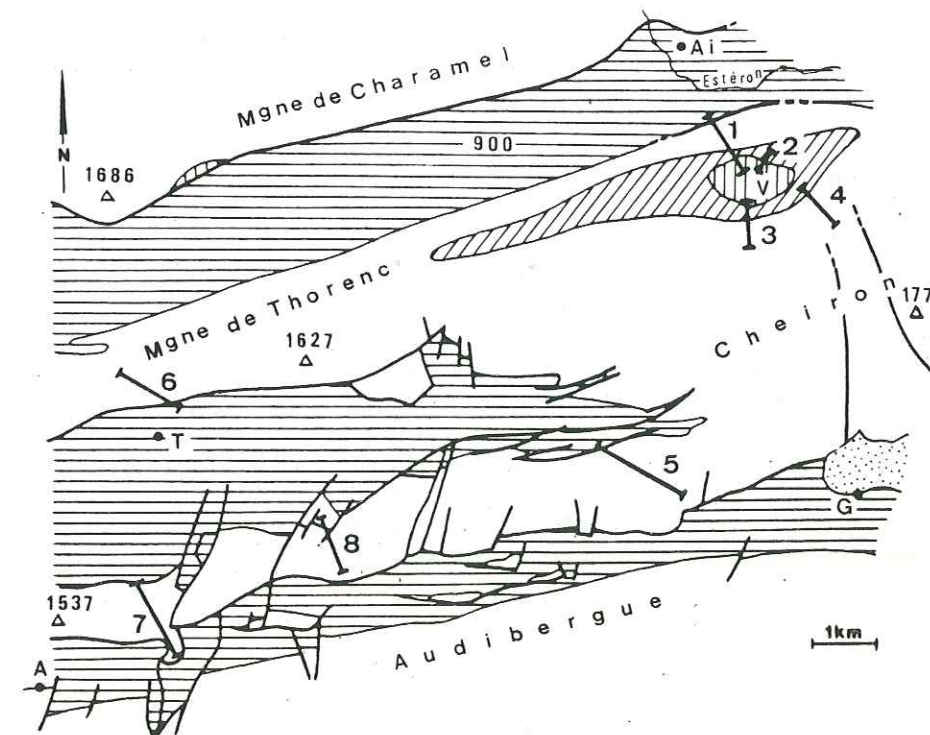 Ai
Estéron
Mgne de Charamel
1
N
900
2
1686
V
4
3
Mgne de Thorenc
Cheiron
177
1627
6
T
5
G
8
1537
7
Audibergue
1km
A